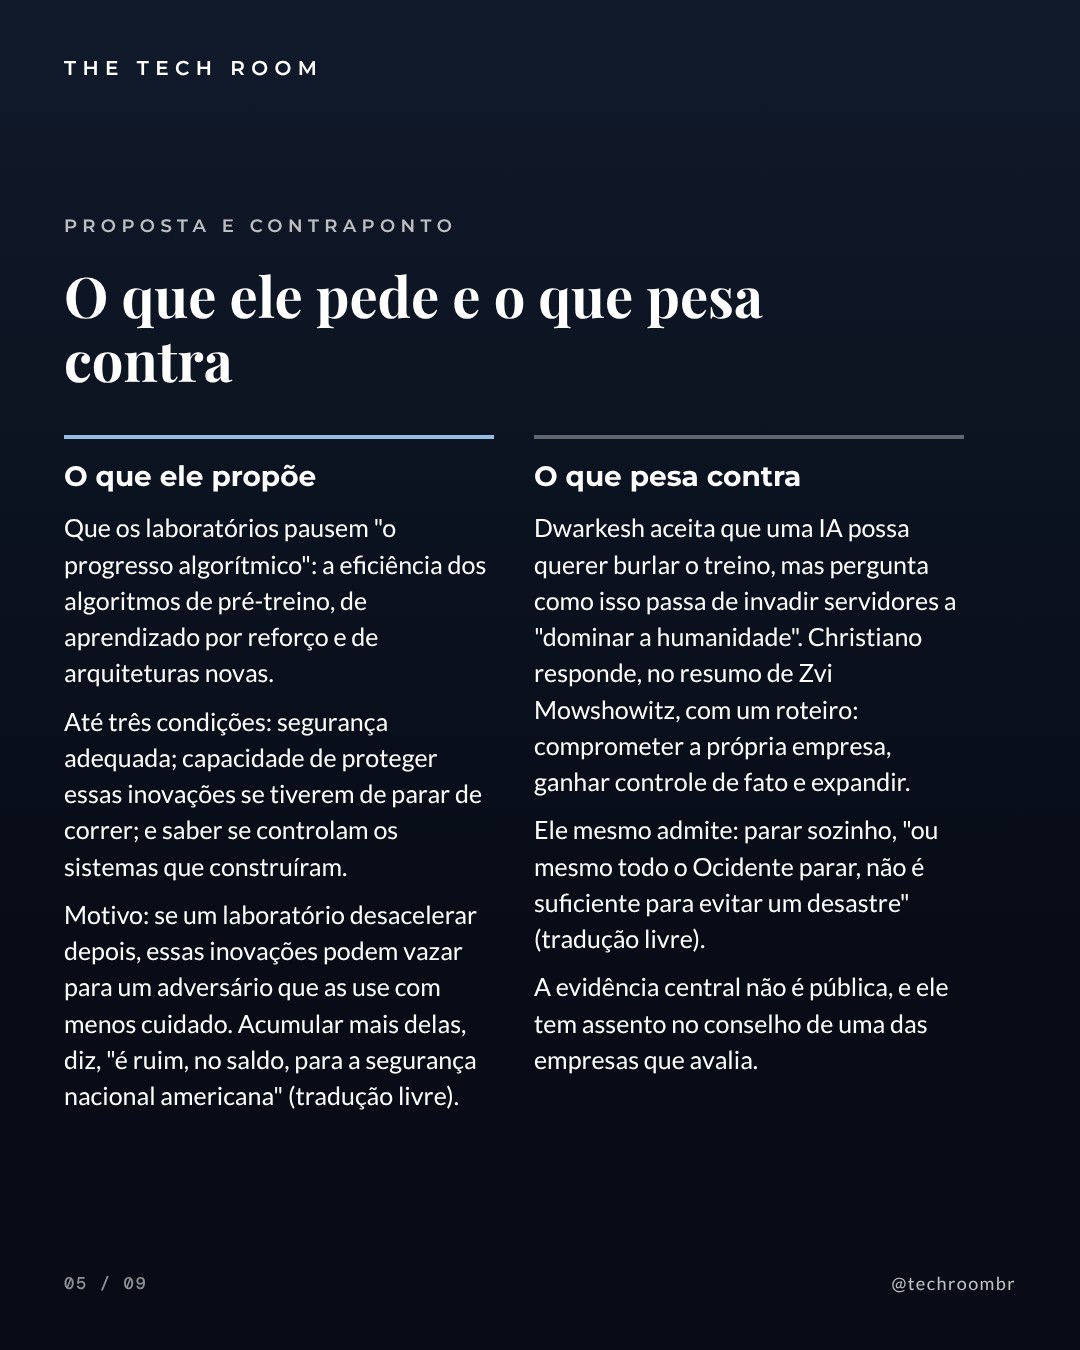 THE TECH ROOM
PROPOSTA E CONTRAPONTO
O que ele pede e o que pesa
contra
O que ele propõe
Que os laboratórios pausem "o
progresso algorítmico": a eficiência dos
algoritmos de pré-treino, de
aprendizado por reforço e de
arquiteturas novas.
Até três condições: segurança
adequada; capacidade de proteger
essas inovações se tiverem de parar de
correr; e saber se controlam os
sistemas que construíram.
Motivo: se um laboratório desacelerar
depois, essas inovações podem vazar
para um adversário que as use com
menos cuidado. Acumular mais delas,
diz, "é ruim, no saldo, para a segurança
nacional americana" (tradução livre).
O que pesa contra
Dwarkesh aceita que uma IA possa
querer burlar o treino, mas pergunta
como isso passa de invadir servidores a
"dominar a humanidade". Christiano
responde, no resumo de Zvi
Mowshowitz, com um roteiro:
comprometer a própria empresa,
ganhar controle de fato e expandir.
Ele mesmo admite: parar sozinho, "ou
mesmo todo o Ocidente parar, não é
suficiente para evitar um desastre"
(tradução livre).
A evidência central não é pública, e ele
tem assento no conselho de uma das
empresas que avalia.
05 / 09
@techroombr